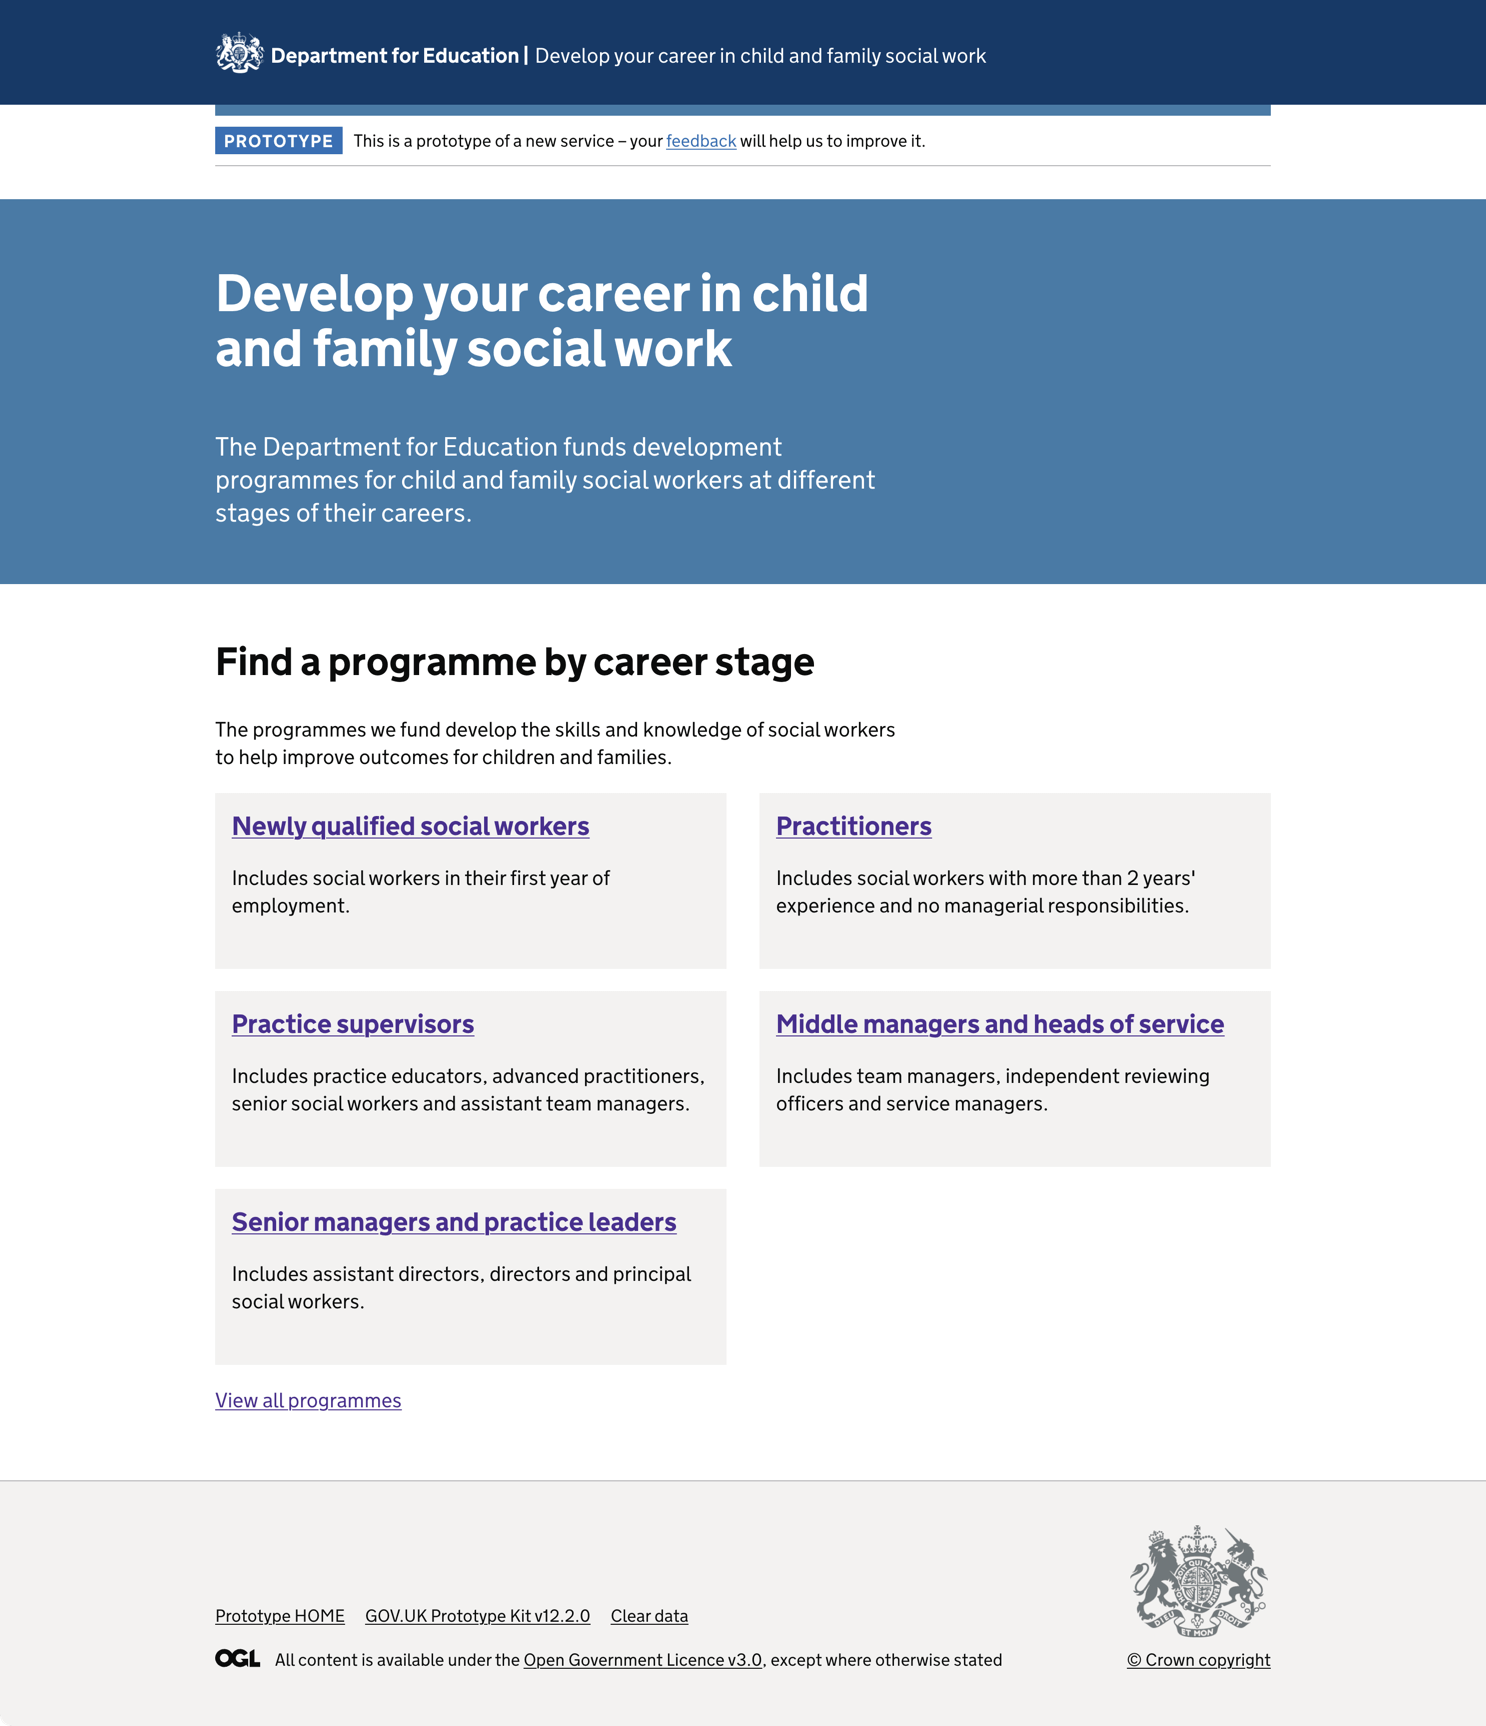 Department for Education | Develop your career in child and family social work
PROTOTYPE This is a prototype of a new service – your feedback will help us to improve it.
Develop your career in child
and family social work
The Department for Education funds development
programmes for child and family social workers at different
stages of their careers.
Find a programme by career stage
The programmes we fund develop the skills and knowledge of social workers
to help improve outcomes for children and families.
Newly qualified social workers
Includes social workers in their first year of
employment.
Practitioners
Includes social workers with more than 2 years'
experience and no managerial responsibilities.
Practice supervisors
Includes practice educators, advanced practitioners,
senior social workers and assistant team managers.
Middle managers and heads of service
Includes team managers, independent reviewing
officers and service managers.
Senior managers and practice leaders
Includes assistant directors, directors and principal
social workers.
View all programmes
Prototype HOME GOV.UK Prototype Kit v12.2.0 Clear data
OGL All content is available under the Open Government Licence v3.0, except where otherwise stated
DIEU ET MON DROIT
© Crown copyright